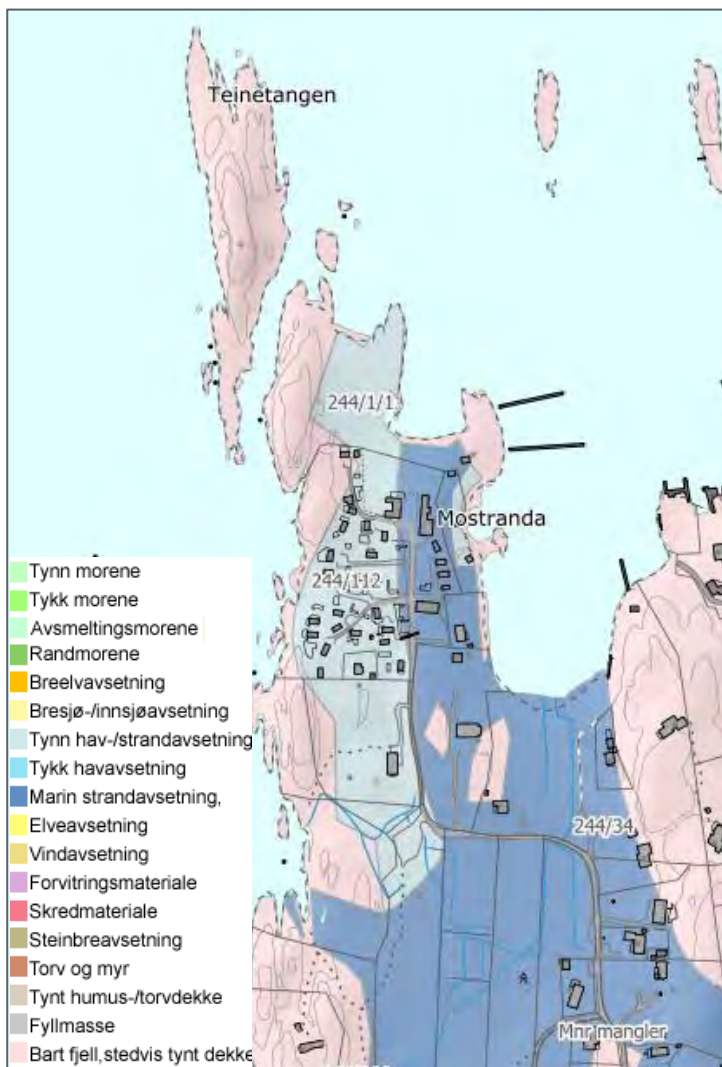 Teinetangen
244/1/1
Mostranda
244/112
244/34
Mnr mangler
Tynn morene
Tykk morene
Avsmeltingsmorene
Randmorene
Breelvavsetning
Bresjø-/innsjøavsetning
Tynn hav-/strandavsetning
Tykk havavsetning
Marin strandavsetning,
Elveavsetning
Vindavsetning
Forvitringsmateriale
Skredmateriale
Steinbreavsetning
Torv og myr
Tynt humus-/torvdekke
Fyllmasse
Bart fjell,stedvis tynt dekke